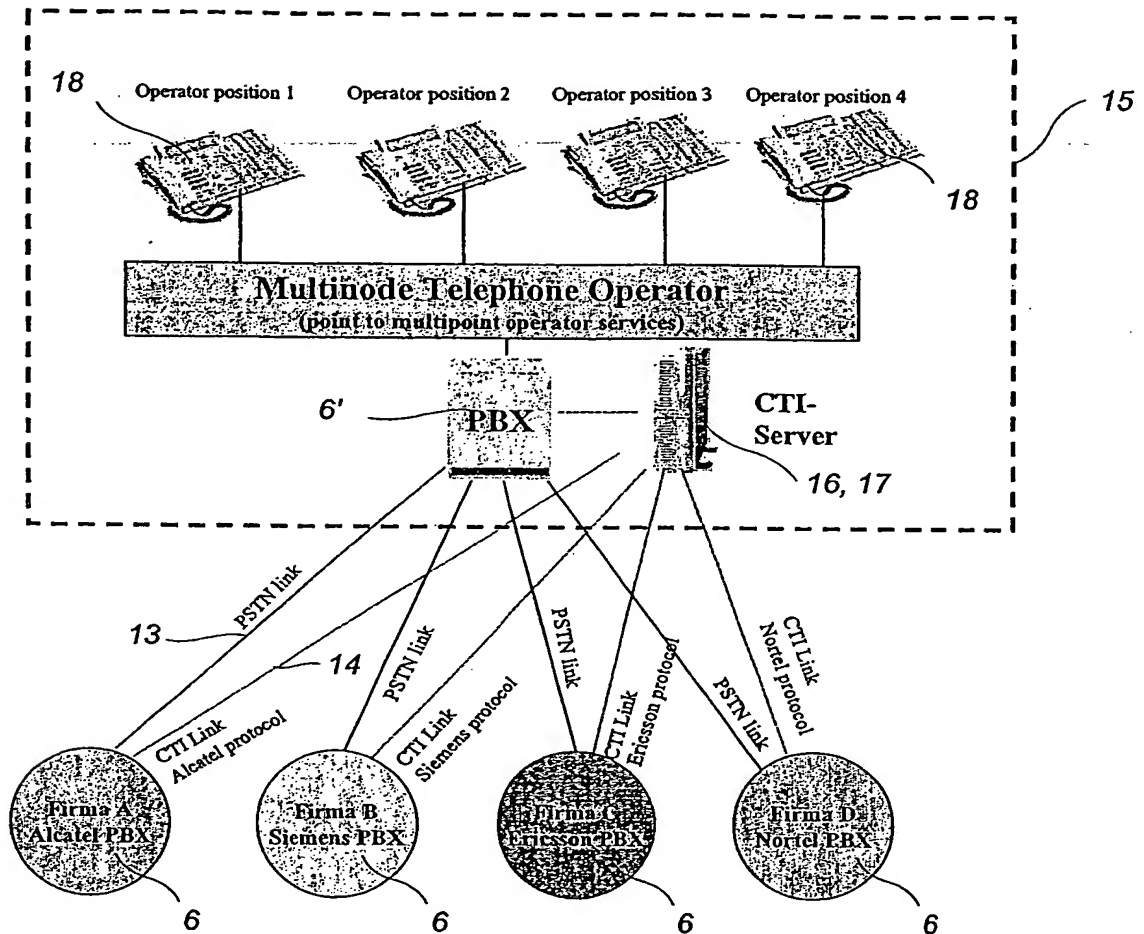 Operator position 1
Operator position 2
Operator position 3
Operator position 4
18
15
18
Multinode Telephone Operator
(point to multipoint operator services)
6'
PBX
CTI-
Server
16, 17
PSTN link
13
14
CTI Link
Alcatel protocol
PSTN link
CTI Link
Siemens protocol
PSTN link
CTI Link
Ericsson protocol
PSTN link
CTI Link
Nortel protocol
Firma A
Alcatel PBX
Firma B
Siemens PBX
Firma C
Ericsson PBX
Firma D
Nortel PBX
6
6
6
6